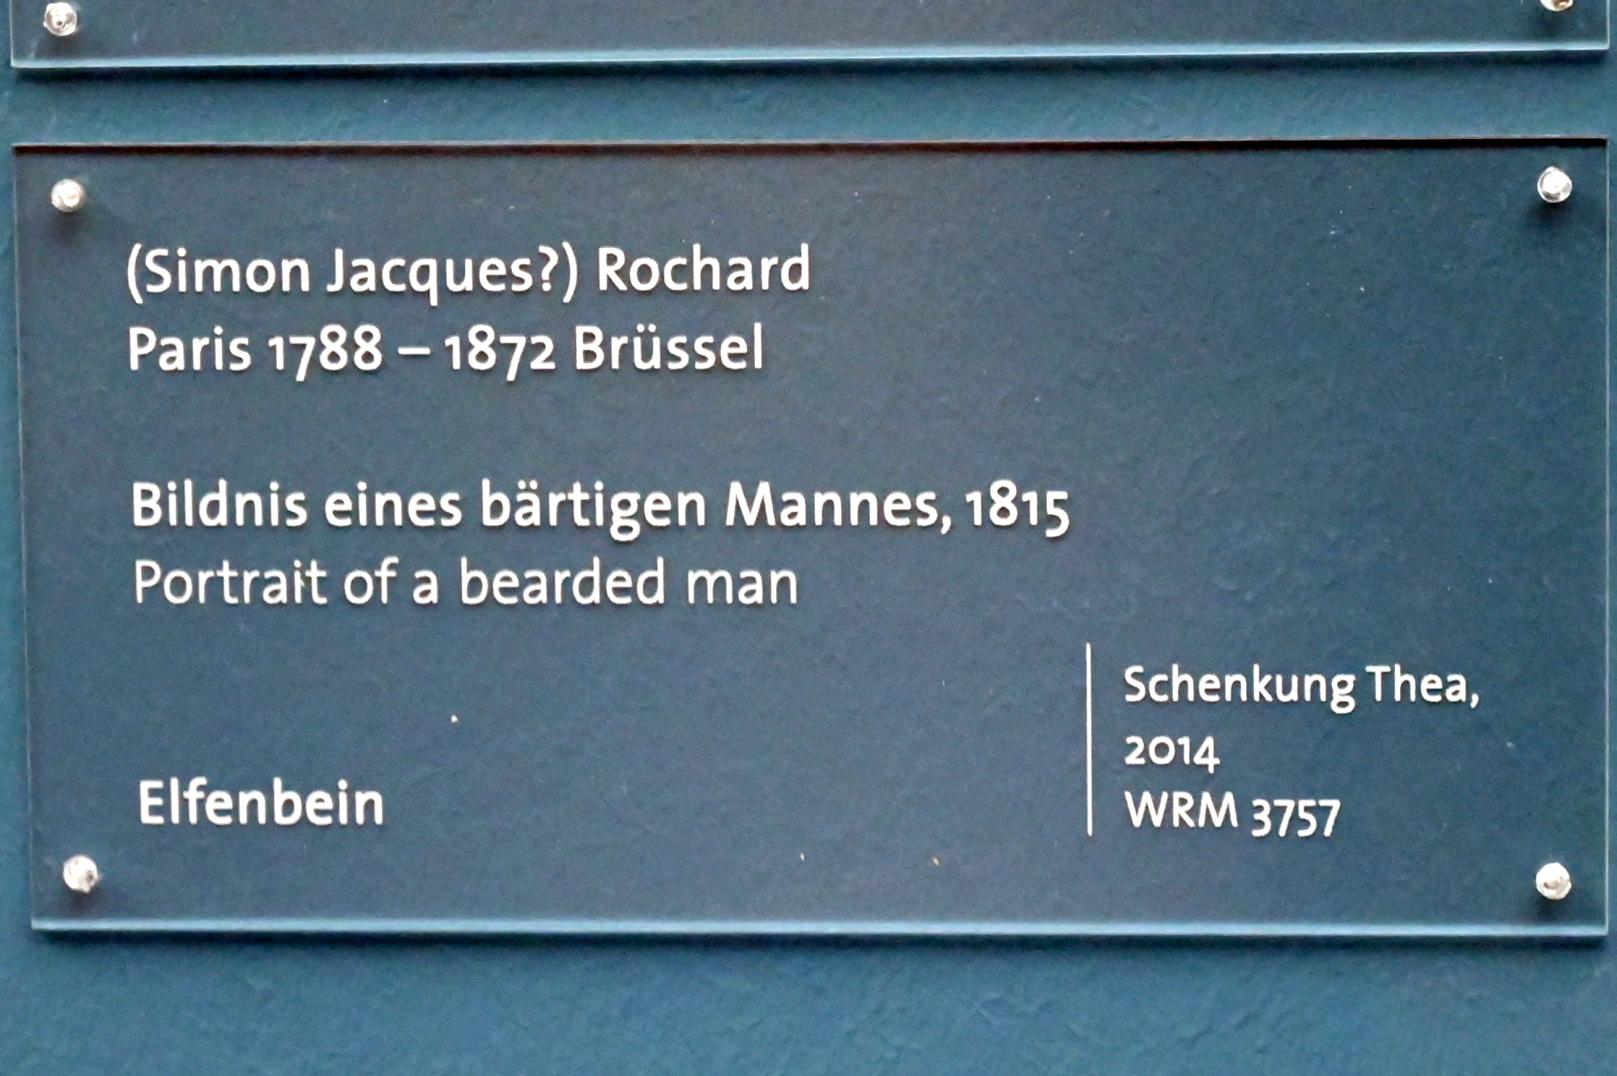 (Simon Jacques?) Rochard
Paris 1788 – 1872 Brüssel
Bildnis eines bärtigen Mannes, 1815
Portrait of a bearded man
Elfenbein
Schenkung Thea,
2014
WRM 3757